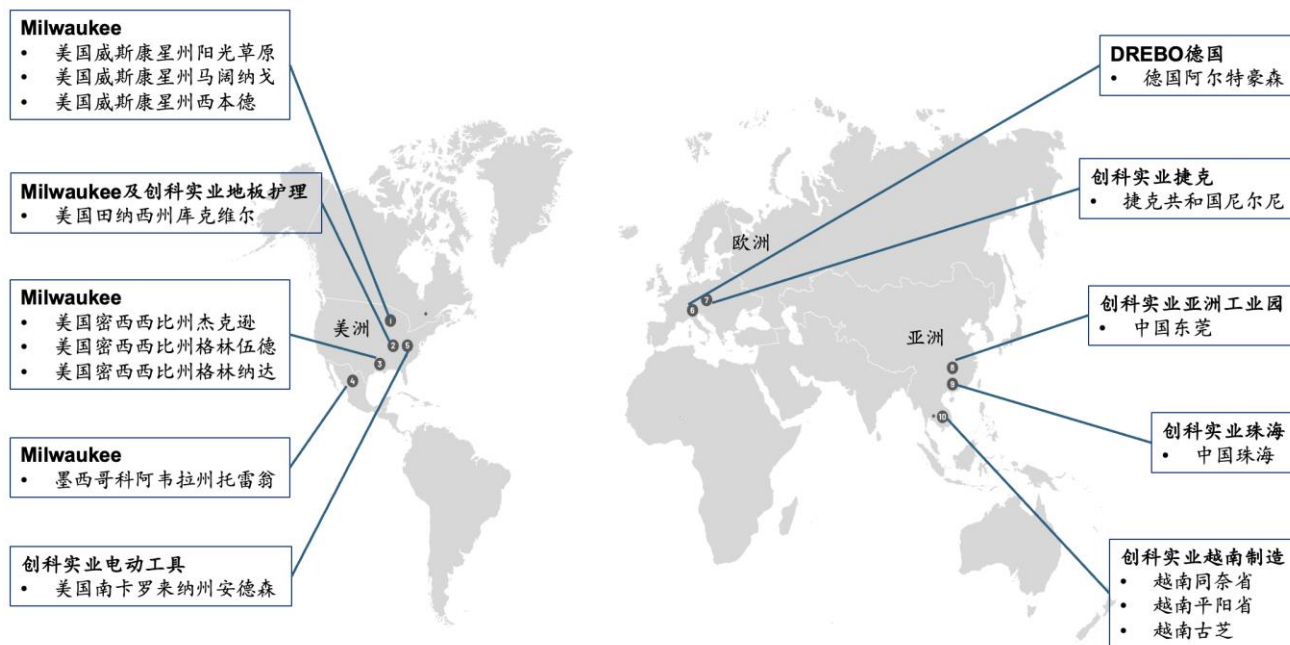 Milwaukee
• 美国威斯康星州阳光草原
• 美国威斯康星州马阔纳戈
• 美国威斯康星州西本德
Milwaukee及创科实业地板护理
• 美国田纳西州库克维尔
Milwaukee
• 美国密西西比州杰克逊
• 美国密西西比州格林伍德
• 美国密西西比州格林纳达
Milwaukee
• 墨西哥科阿韦拉州托雷翁
创科实业电动工具
• 美国南卡罗来纳州安德森
美洲
1
2
5
3
4
欧洲
7
6
亚洲
8
9
10
DREBO德国
• 德国阿尔特豪森
创科实业捷克
• 捷克共和国尼尔尼
创科实业亚洲工业园
• 中国东莞
创科实业珠海
• 中国珠海
创科实业越南制造
• 越南同奈省
• 越南平阳省
• 越南古芝